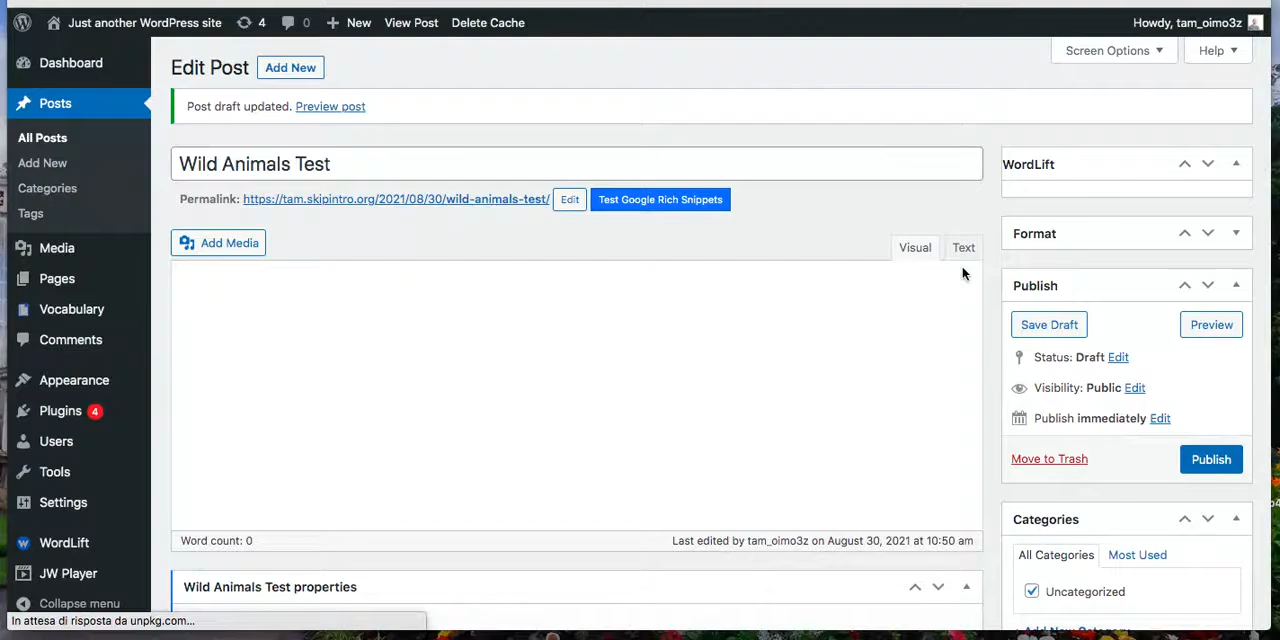 Just another WordPress site 4 0 New View Post Delete Cache Howdy, tam_oimo3z
Dashboard
Posts
All Posts
Add New
Categories
Tags
Media
Pages
Vocabulary
Comments
Appearance
Plugins 4
Users
Tools
Settings
WordLift
JW Player
Collapse menu
Screen Options Help
Edit Post Add New
Post draft updated. Preview post
Wild Animals Test
Permalink: https://tam.skipintro.org/2021/08/30/wild-animals-test/ Edit Test Google Rich Snippets
Add Media
Visual Text
Word count: 0 Last edited by tam_oimo3z on August 30, 2021 at 10:50 am
Wild Animals Test properties
WordLift
Format
Publish
Save Draft Preview
Status: Draft Edit
Visibility: Public Edit
Publish immediately Edit
Move to Trash Publish
Categories
All Categories Most Used
Uncategorized
+ Add New Category
In attesa di risposta da unpkg.com...